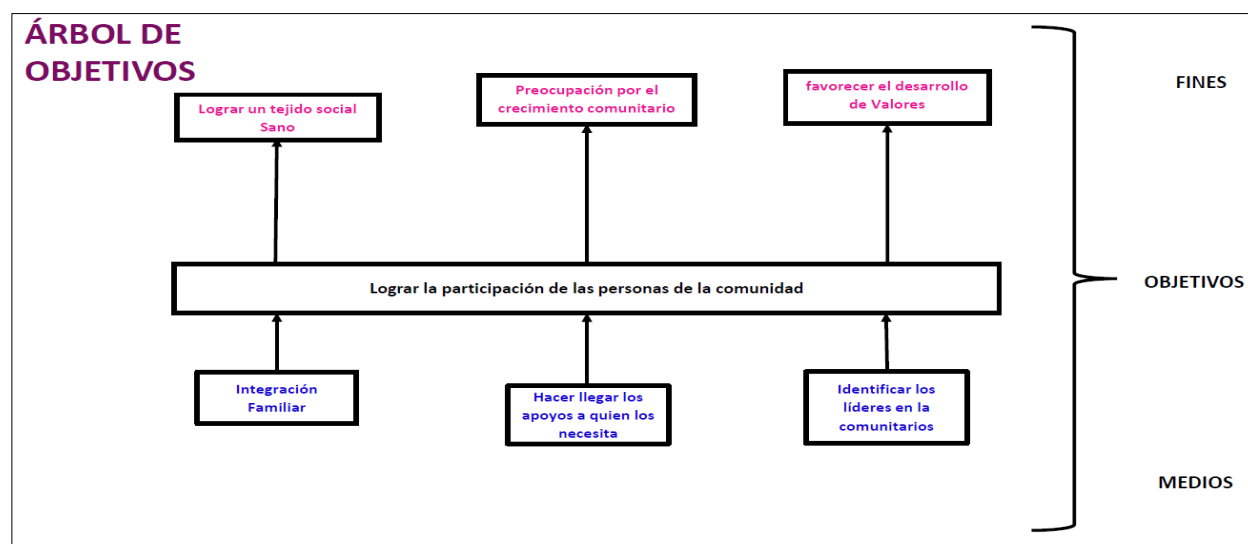 ÁRBOL DE
OBJETIVOS
Lograr un tejido social
Sano
Preocupación por el
crecimiento comunitario
favorecer el desarrollo
de Valores
FINES
Lograr la participación de las personas de la comunidad
OBJETIVOS
Integración
Familiar
Hacer llegar los
apoyos a quien los
necesita
Identificar los
líderes en la
comunitarios
MEDIOS